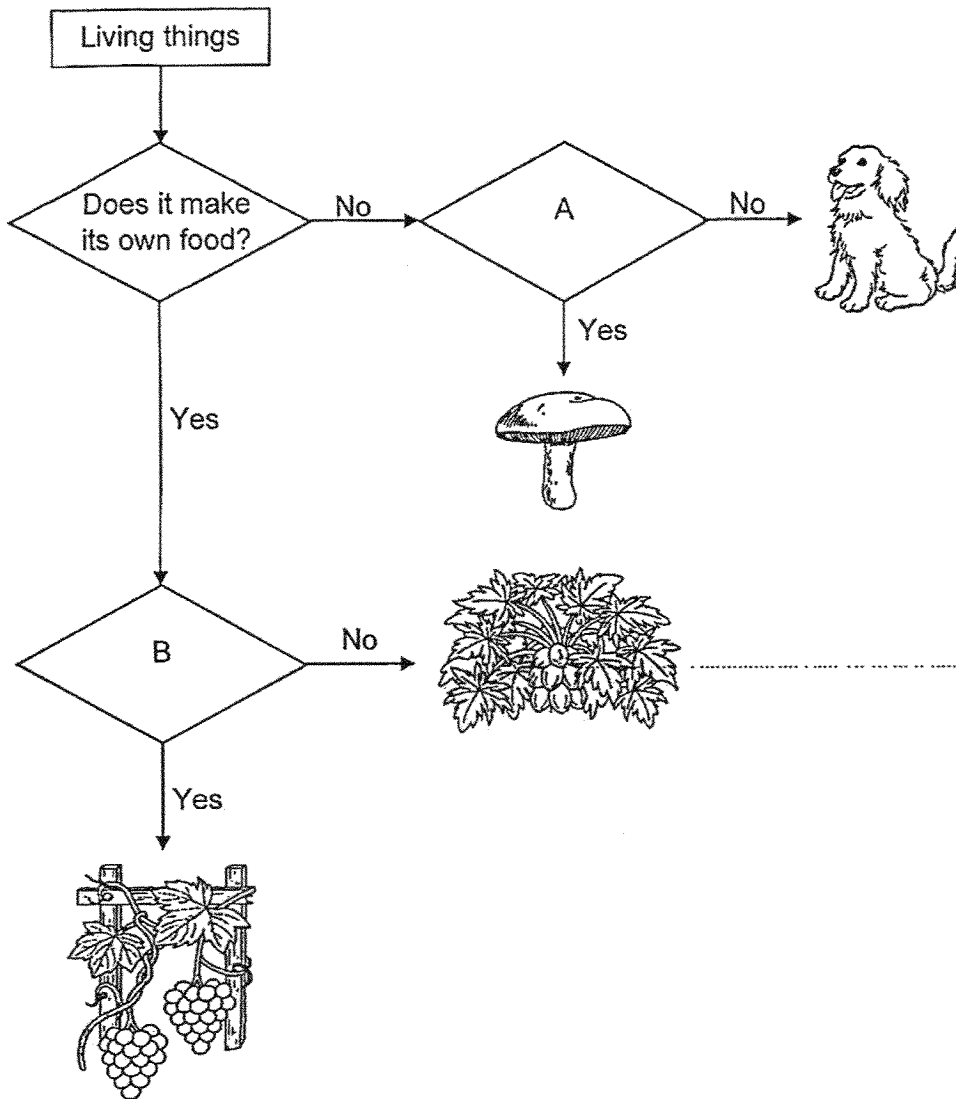 Living things
Does it make
its own food?
No
A
No
Yes
Yes
B
No
Yes